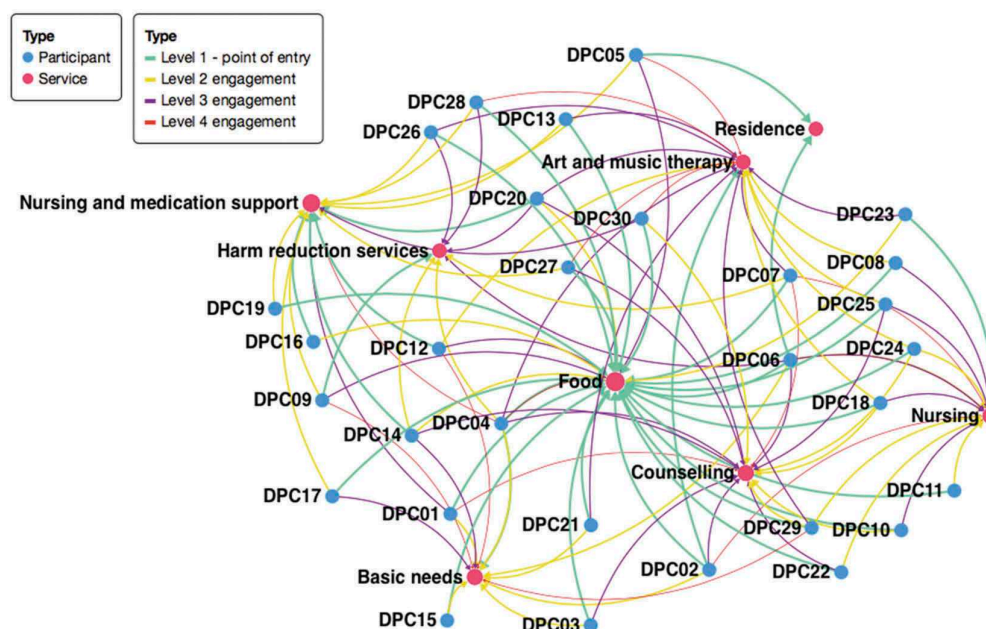 Type
Participant
Service
Type
Level 1 - point of entry
Level 2 engagement
Level 3 engagement
Level 4 engagement
DPC05
DPC28
DPC13
DPC26
Residence
Art and music therapy
Nursing and medication support
DPC20
DPC30
DPC23
Harm reduction services
DPC27
DPC07
DPC08
DPC19
DPC25
DPC16
DPC12
DPC06
DPC24
Food
DPC09
DPC04
DPC18
Nursing
DPC14
Counselling
DPC17
DPC11
DPC01
DPC21
DPC29
DPC10
Basic needs
DPC02
DPC22
DPC15
DPC03